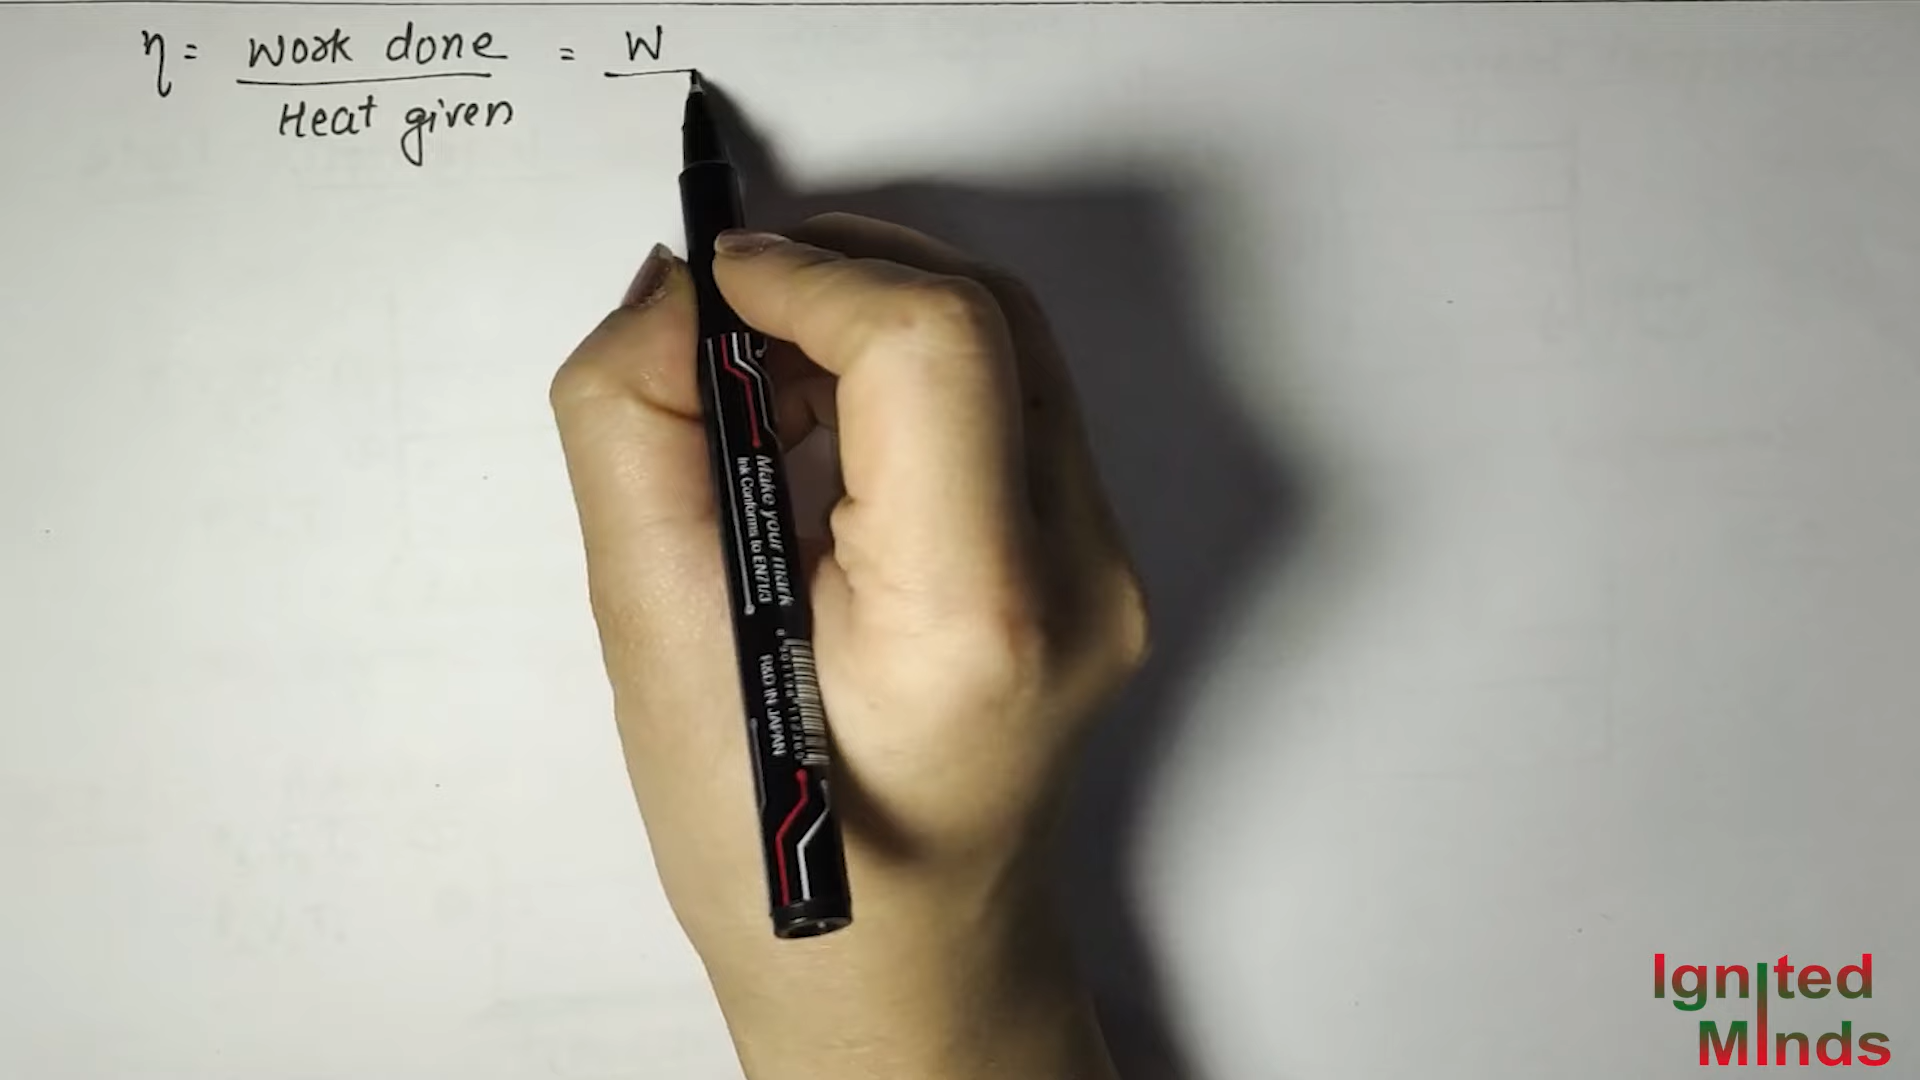 η = Work done = W
Heat given
Make your mark
Ink Conforms to EN71/3
R&D IN JAPAN
Ignited
Minds